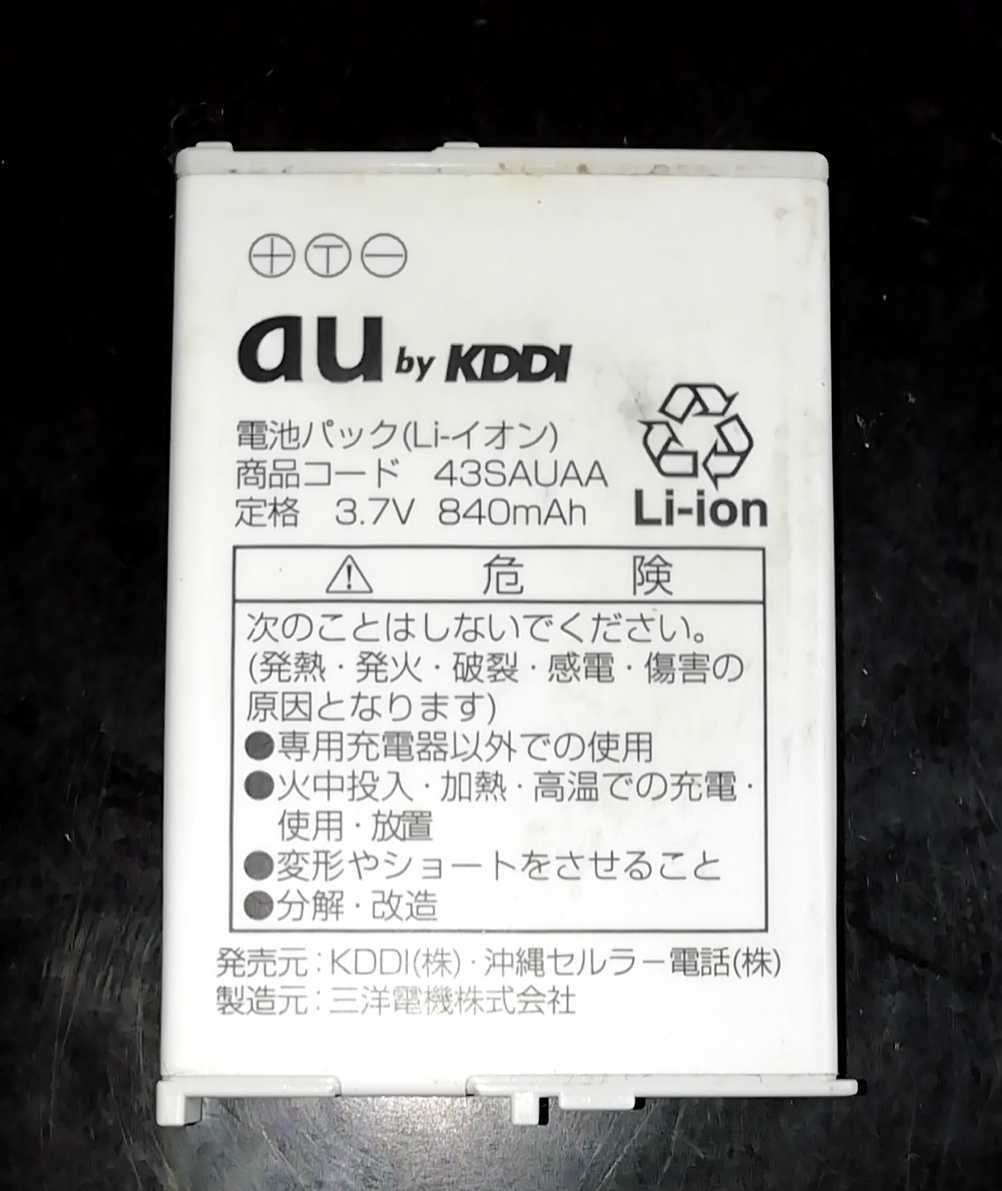 ⊕Ⓣ⊖
au by KDDI
電池パック(Li-イオン)
商品コード 43SAUAA
定格 3.7V 840mAh
Li-ion
⚠ 危 険
次のことはしないでください。
(発熱・発火・破裂・感電・傷害の
原因となります)
●専用充電器以外での使用
●火中投入・加熱・高温での充電・
使用・放置
●変形やショートをさせること
●分解・改造
発売元:KDDI(株)・沖縄セルラー電話(株)
製造元:三洋電機株式会社